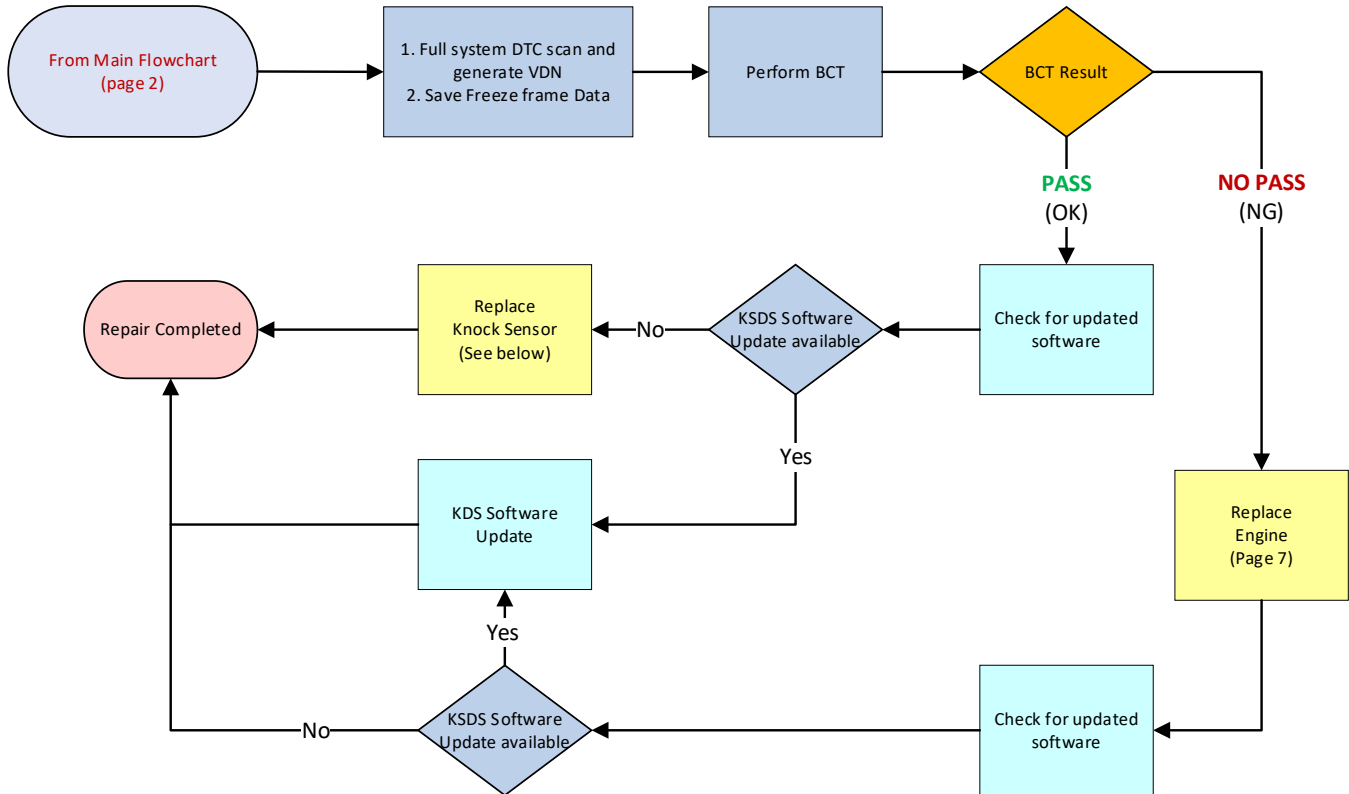 From Main Flowchart
(page 2)
1. Full system DTC scan and
generate VDN
2. Save Freeze frame Data
Perform BCT
BCT Result
PASS
(OK)
NO PASS
(NG)
Repair Completed
Replace
Knock Sensor
(See below)
No
KSDS Software
Update available
Check for updated
software
Yes
KDS Software
Update
Replace
Engine
(Page 7)
Yes
No
KSDS Software
Update available
Check for updated
software